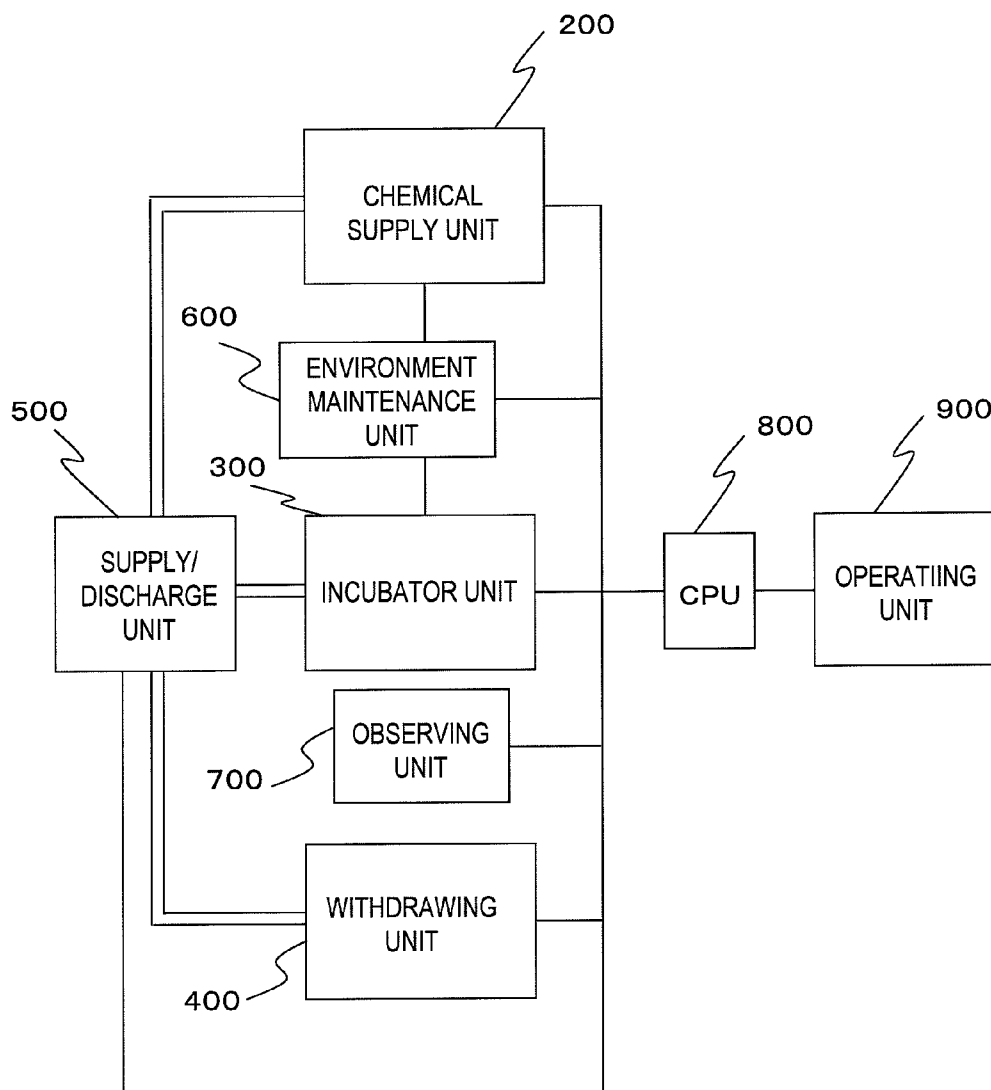 200
CHEMICAL
SUPPLY UNIT
600
ENVIRONMENT
MAINTENANCE
UNIT
500
800
900
300
SUPPLY/
DISCHARGE
UNIT
INCUBATOR UNIT
CPU
OPERATIING
UNIT
OBSERVING
UNIT
700
WITHDRAWING
UNIT
400